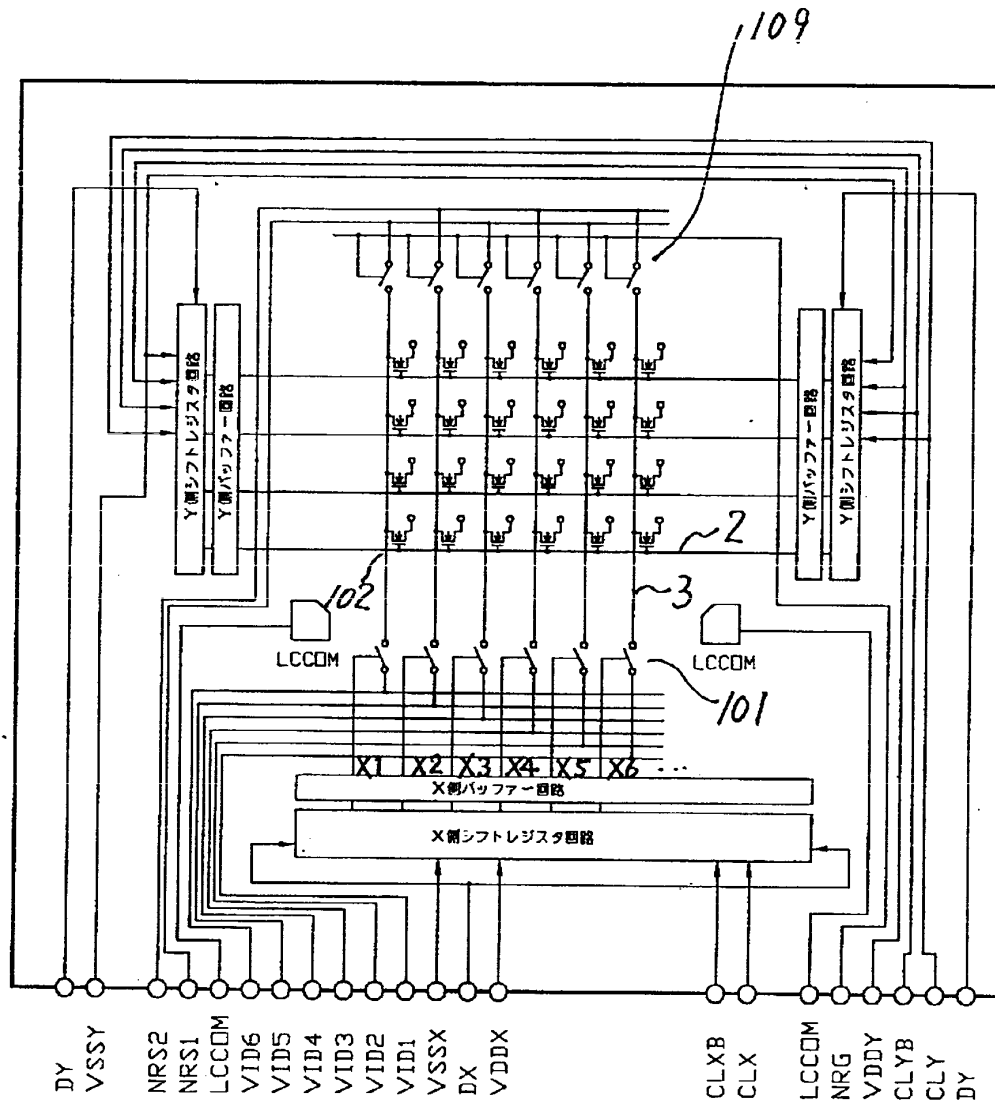 109
Y側シフトレジスタ回路
Y側バッファー回路
Y側バッファー回路
Y側シフトレジスタ回路
2
102
3
LCCOM
LCCOM
101
X1 X2 X3 X4 X5 X6 ...
X側バッファー回路
X側シフトレジスタ回路
DY
VSSY
NRS2
NRS1
LCCOM
VID6
VID5
VID4
VID3
VID2
VID1
VSSX
DX
VDDX
CLXB
CLX
LCCOM
NRG
VDDY
CLYB
CLY
DY